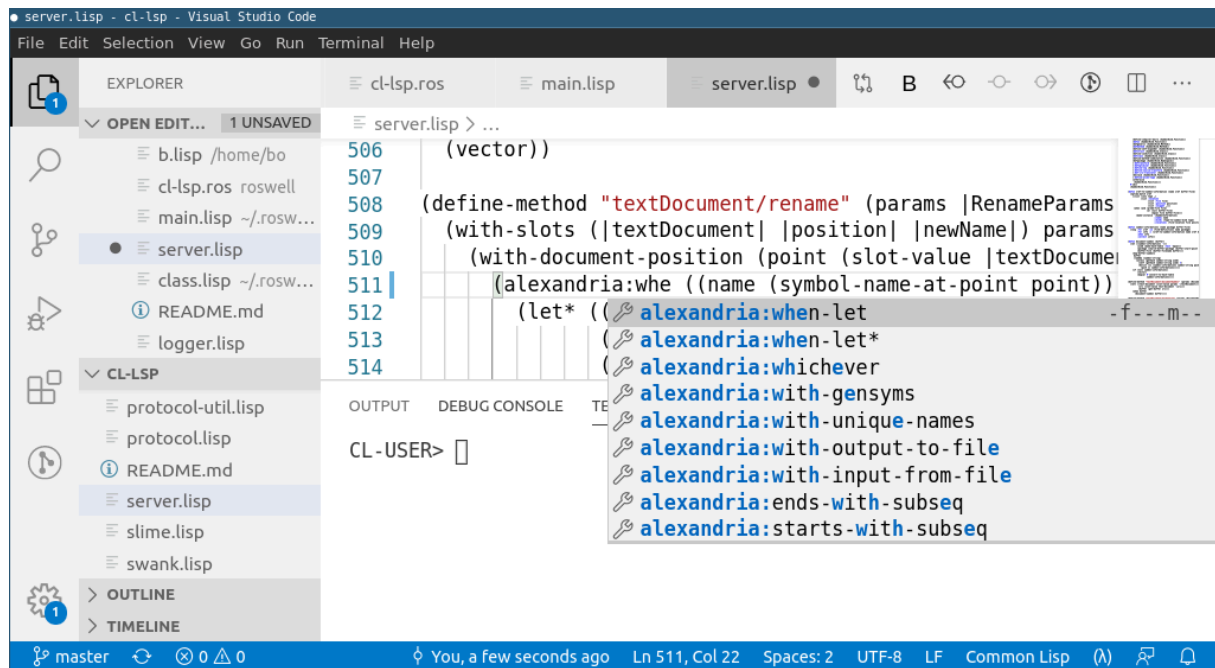 server.lisp - cl-lsp - Visual Studio Code
File Edit Selection View Go Run Terminal Help
EXPLORER
OPEN EDIT... 1 UNSAVED
b.lisp /home/bo
cl-lsp.ros roswell
main.lisp ~/.rosw...
server.lisp
class.lisp ~/.rosw...
README.md
logger.lisp
CL-LSP
protocol-util.lisp
protocol.lisp
README.md
server.lisp
slime.lisp
swank.lisp
OUTLINE
TIMELINE
1
1
cl-lsp.ros main.lisp server.lisp B
server.lisp > ...
506 (vector))
507
508 (define-method "textDocument/rename" (params |RenameParams
509 (with-slots (|textDocument| |position| |newName|) params
510 (with-document-position (point (slot-value |textDocume
511 (alexandria:whe ((name (symbol-name-at-point point))
512 (let* ((
513 (
514 (
alexandria:when-let -f---m--
alexandria:when-let*
alexandria:whichever
alexandria:with-gensyms
alexandria:with-unique-names
alexandria:with-output-to-file
alexandria:with-input-from-file
alexandria:ends-with-subseq
alexandria:starts-with-subseq
OUTPUT DEBUG CONSOLE TE
CL-USER>
master 0 0 You, a few seconds ago Ln 511, Col 22 Spaces: 2 UTF-8 LF Common Lisp (λ)